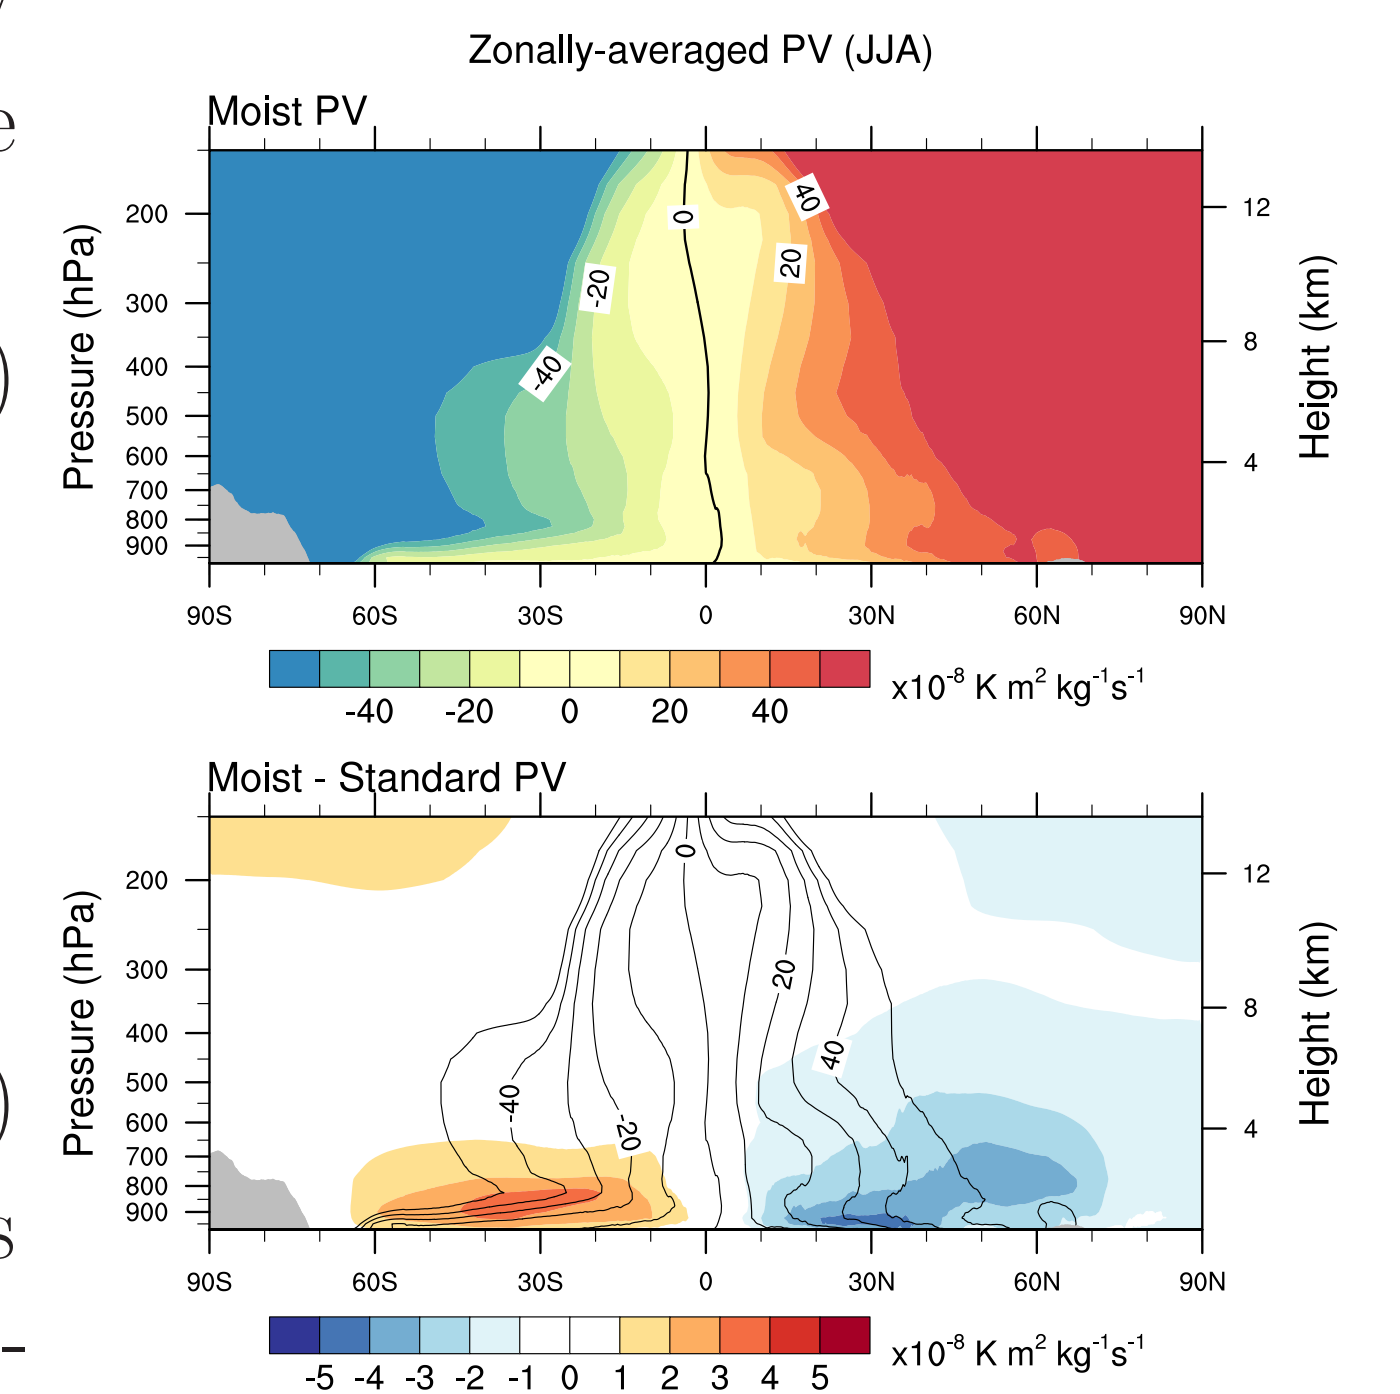 Zonally-averaged PV (JJA)
Moist PV
Pressure (hPa)
200
300
400
500
600
700
800
900
0
-20
-40
20
40
12
8
4
Height (km)
90S 60S 30S 0 30N 60N 90N
-40 -20 0 20 40
x10-8 K m2 kg-1s-1
Moist - Standard PV
Pressure (hPa)
200
300
400
500
600
700
800
900
0
20
40
-40
-20
12
8
4
Height (km)
90S 60S 30S 0 30N 60N 90N
-5 -4 -3 -2 -1 0 1 2 3 4 5
x10-8 K m2 kg-1s-1
e
)
)
s
-